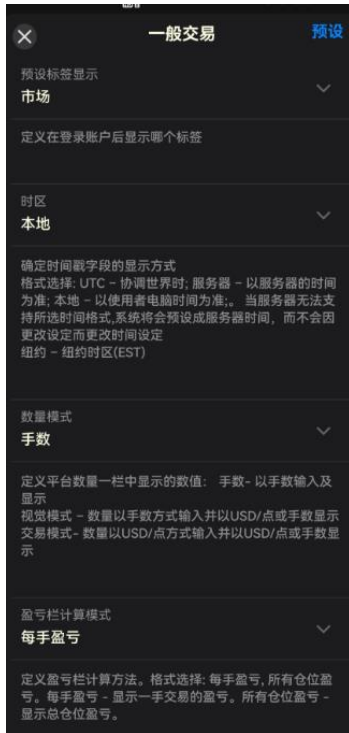 一般交易
预设
预设标签显示
市场
定义在登录账户后显示哪个标签
时区
本地
确定时间戳字段的显示方式
格式选择: UTC – 协调世界时; 服务器 – 以服务器的时间
为准; 本地 – 以使用者电脑时间为准;。 当服务器无法支
持所选时间格式,系统将会预设成服务器时间，而不会因
更改设定而更改时间设定
纽约 – 纽约时区(EST)
数量模式
手数
定义平台数量一栏中显示的数值： 手数- 以手数输入及
显示
视觉模式 – 数量以手数方式输入并以USD/点或手数显示
交易模式- 数量以USD/点方式输入并以USD/点或手数显
示
盈亏栏计算模式
每手盈亏
定义盈亏栏计算方法。格式选择: 每手盈亏, 所有仓位盈
亏。每手盈亏 - 显示一手交易的盈亏。所有仓位盈亏 -
显示总仓位盈亏。